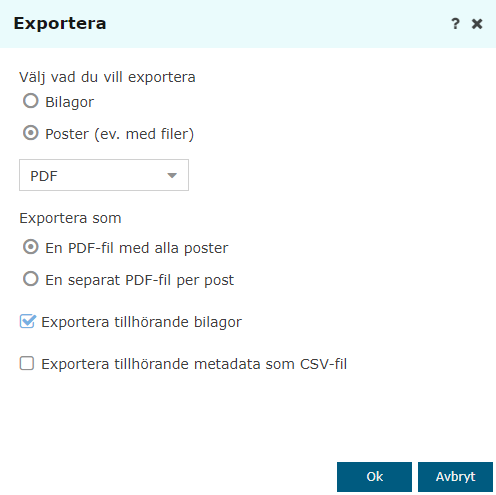 Exportera
?
Välj vad du vill exportera
Bilagor
Poster (ev. med filer)
PDF
Exportera som
En PDF-fil med alla poster
En separat PDF-fil per post
Exportera tillhörande bilagor
Exportera tillhörande metadata som CSV-fil
Ok
Avbryt